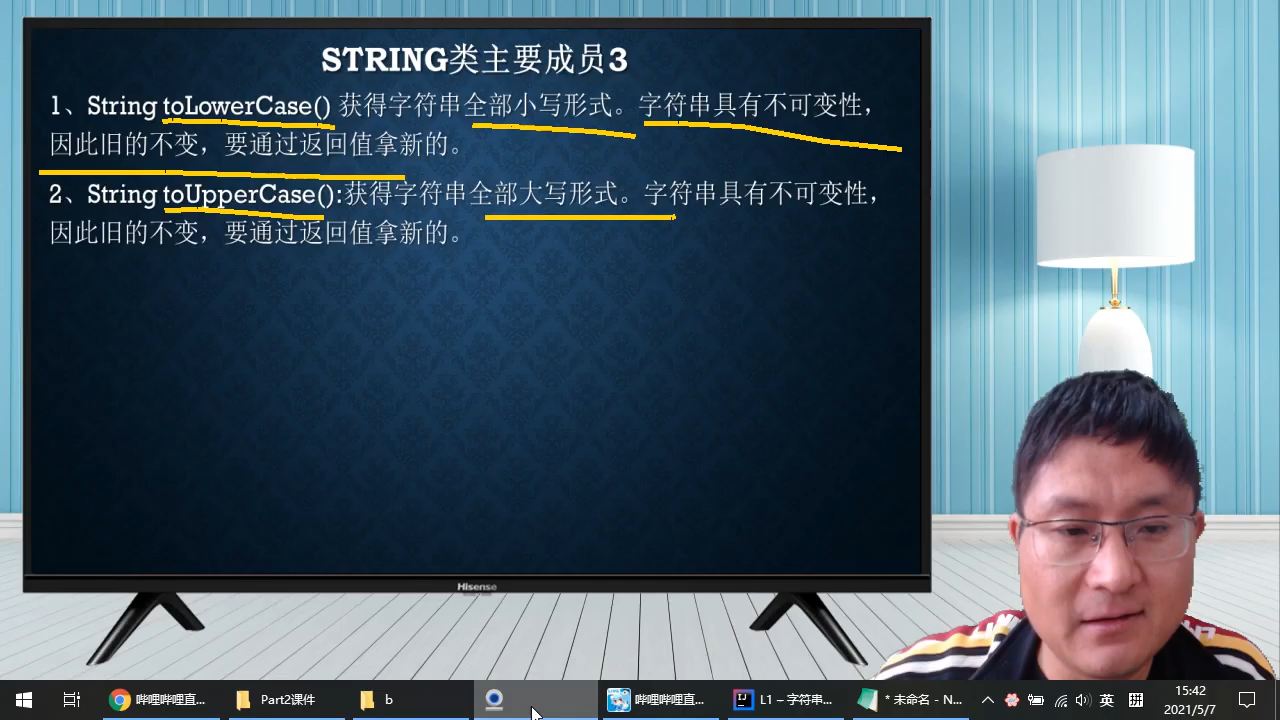 STRING类主要成员3
1、String toLowerCase() 获得字符串全部小写形式。字符串具有不可变性，
因此旧的不变，要通过返回值拿新的。
2、String toUpperCase():获得字符串全部大写形式。字符串具有不可变性，
因此旧的不变，要通过返回值拿新的。
Hisense
哔哩哔哩直... Part2课件 b 哔哩哔哩直... L1 – 字符串... * 未命名 - N... 英 拼 15:42
2021/5/7